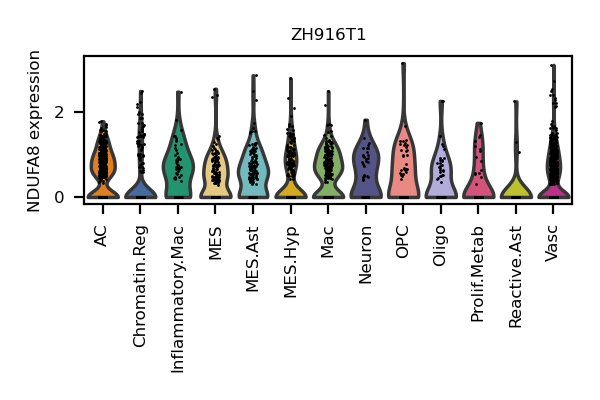 ZH916T1
NDUFA8 expression
2
0
AC
Chromatin.Reg
Inflammatory.Mac
MES
MES.Ast
MES.Hyp
Mac
Neuron
OPC
Oligo
Prolif.Metab
Reactive.Ast
Vasc